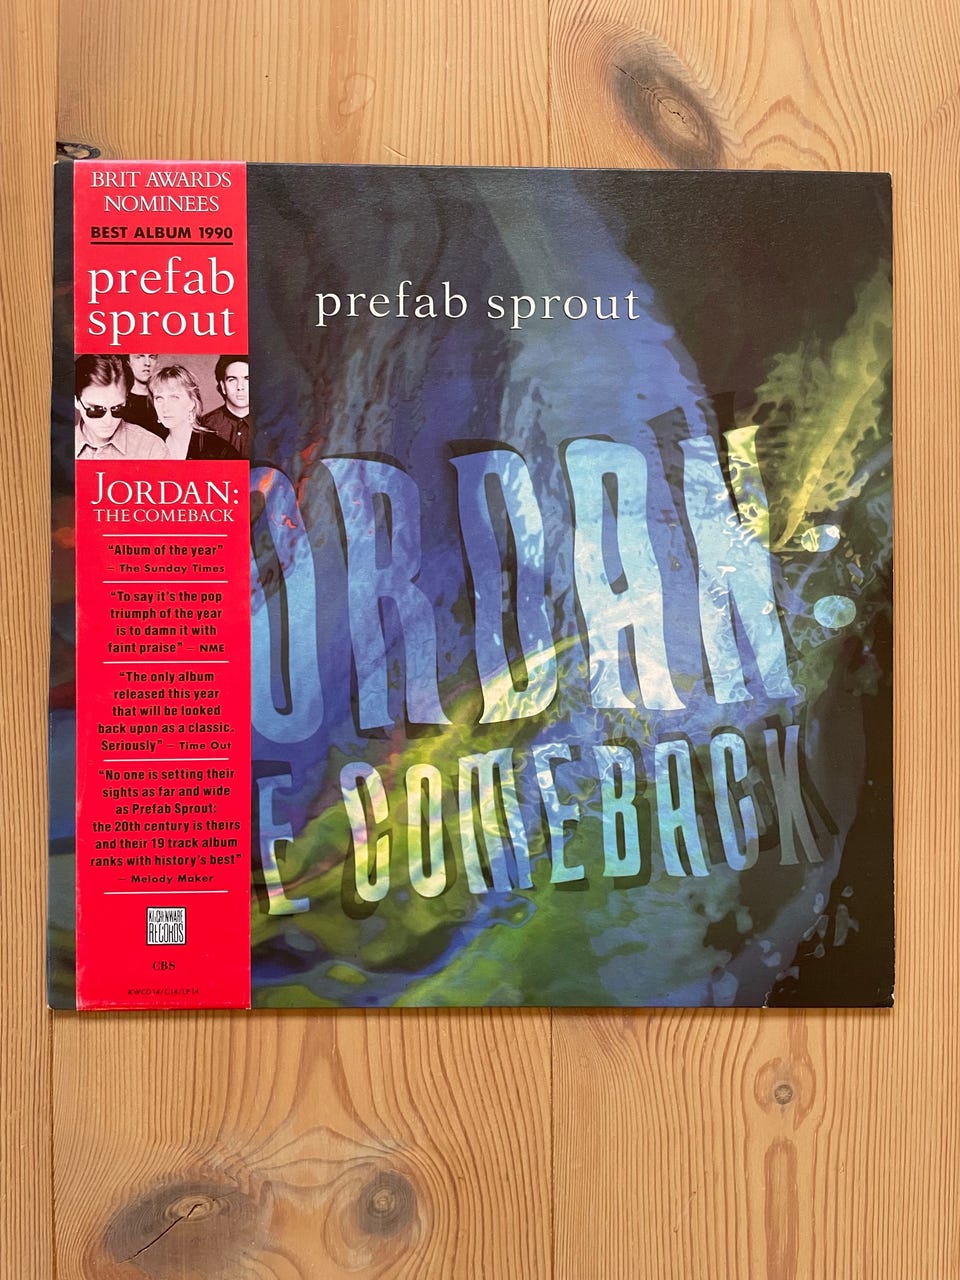 BRIT AWARDS
NOMINEES
BEST ALBUM 1990
prefab
sprout
JORDAN:
THE COMEBACK
“Album of the year”
– The Sunday Times
“To say it’s the pop
triumph of the year
is to damn it with
faint praise” – NME
“The only album
released this year
that will be looked
back upon as a classic.
Seriously” – Time Out
“No one is setting their
sights as far and wide
as Prefab Sprout:
the 20th century is theirs
and their 19 track album
ranks with history’s best”
– Melody Maker
KITCHENWARE
RECORDS
CBS
KWCD14/C14/LP14
prefab sprout
ORDAN:
E COMEBACK